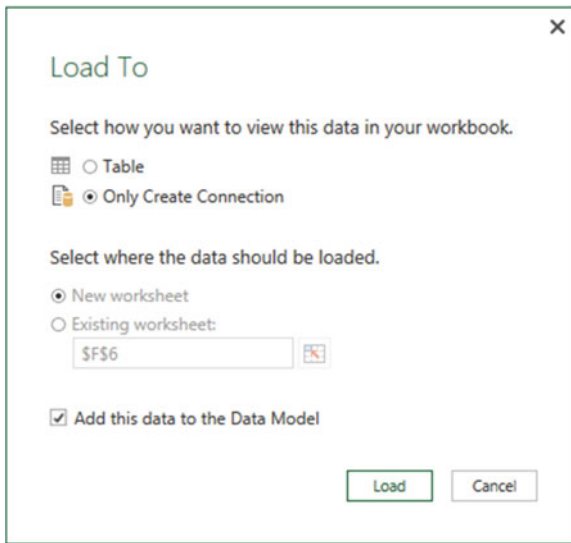 Load To
Select how you want to view this data in your workbook.
Table
Only Create Connection
Select where the data should be loaded.
New worksheet
Existing worksheet:
$F$6
Add this data to the Data Model
Load Cancel